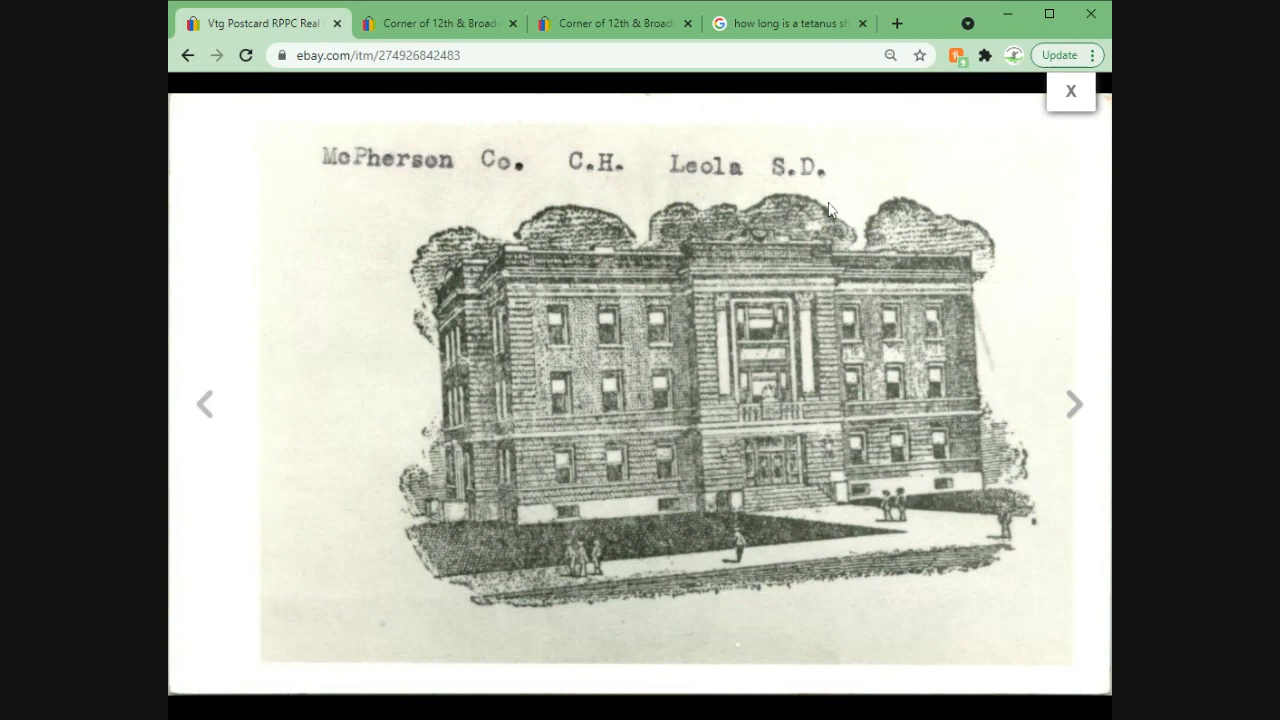 Vtg Postcard RPPC Real
Corner of 12th & Broad
Corner of 12th & Broad
how long is a tetanus sh
ebay.com/itm/274926842483
9
Update
X
McPherson Co. C.H. Leola S.D.